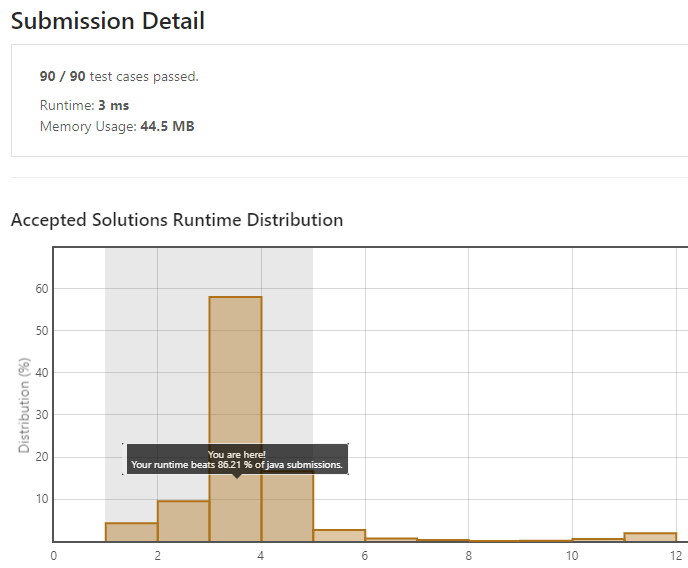 Submission Detail
90 / 90 test cases passed.
Runtime: 3 ms
Memory Usage: 44.5 MB
Accepted Solutions Runtime Distribution
Distribution (%)
60
50
40
30
20
10
You are here!
Your runtime beats 86.21 % of java submissions.
0 2 4 6 8 10 12